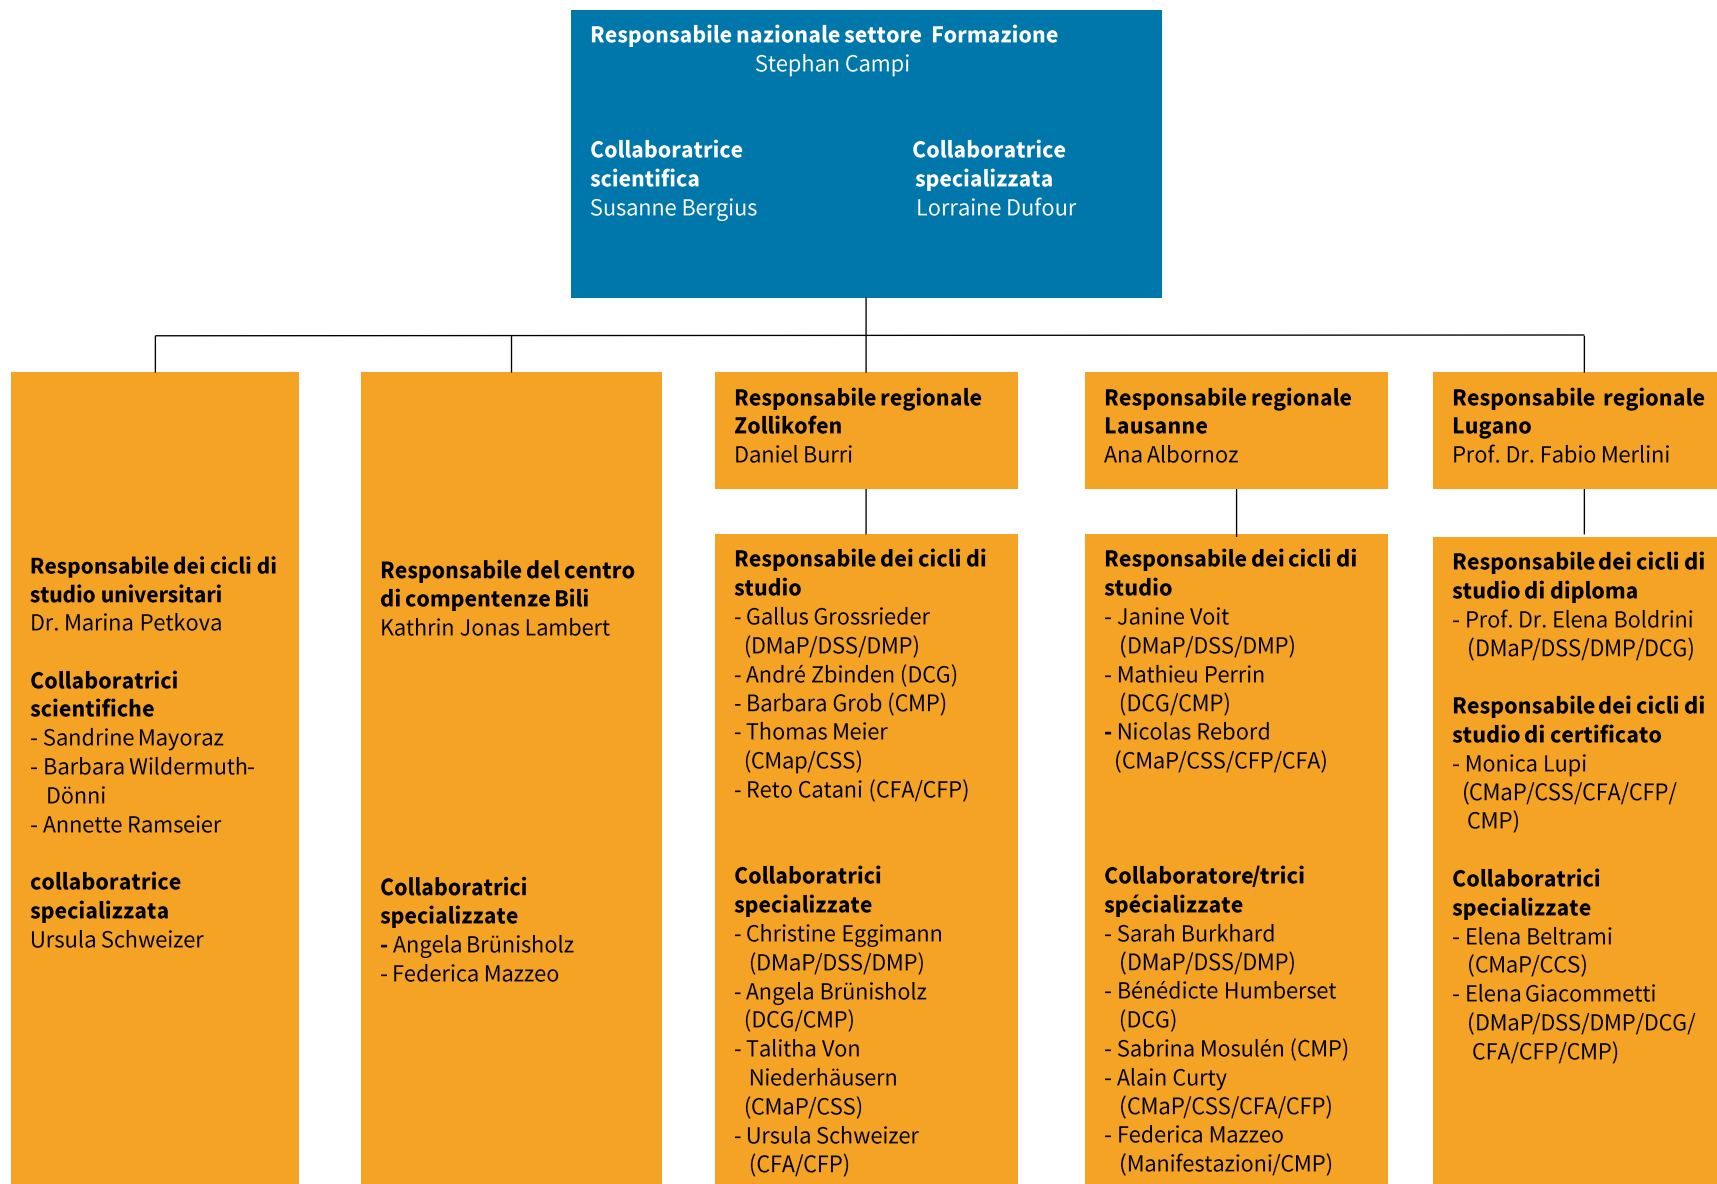 Responsabile nazionale settore Formazione
Stephan Campi
Collaboratrice
scientifica
Susanne Bergius
Collaboratrice
specializzata
Lorraine Dufour
Responsabile dei cicli di
studio universitari
Dr. Marina Petkova
Collaboratrici
scientifiche
- Sandrine Mayoraz
- Barbara Wildermuth-
Dönni
- Annette Ramseier
collaboratrice
specializzata
Ursula Schweizer
Responsabile del centro
di compentenze Bili
Kathrin Jonas Lambert
Collaboratrici
specializzate
- Angela Brünisholz
- Federica Mazzeo
Responsabile regionale
Zollikofen
Daniel Burri
Responsabile dei cicli di
studio
- Gallus Grossrieder
(DMaP/DSS/DMP)
- André Zbinden (DCG)
- Barbara Grob (CMP)
- Thomas Meier
(CMap/CSS)
- Reto Catani (CFA/CFP)
Collaboratrici
specializzate
- Christine Eggimann
(DMaP/DSS/DMP)
- Angela Brünisholz
(DCG/CMP)
- Talitha Von
Niederhäusern
(CMaP/CSS)
- Ursula Schweizer
(CFA/CFP)
Responsabile regionale
Lausanne
Ana Albornoz
Responsabile dei cicli di
studio
- Janine Voit
(DMaP/DSS/DMP)
- Mathieu Perrin
(DCG/CMP)
- Nicolas Rebord
(CMaP/CSS/CFP/CFA)
Collaboratore/trici
spécializzate
- Sarah Burkhard
(DMaP/DSS/DMP)
- Bénédicte Humberset
(DCG)
- Sabrina Mosulén (CMP)
- Alain Curty
(CMaP/CSS/CFA/CFP)
- Federica Mazzeo
(Manifestazioni/CMP)
Responsabile regionale
Lugano
Prof. Dr. Fabio Merlini
Responsabile dei cicli di
studio di diploma
- Prof. Dr. Elena Boldrini
(DMaP/DSS/DMP/DCG)
Responsabile dei cicli di
studio di certificato
- Monica Lupi
(CMaP/CSS/CFA/CFP/
CMP)
Collaboratrici
specializzate
- Elena Beltrami
(CMaP/CCS)
- Elena Giacommetti
(DMaP/DSS/DMP/DCG/
CFA/CFP/CMP)